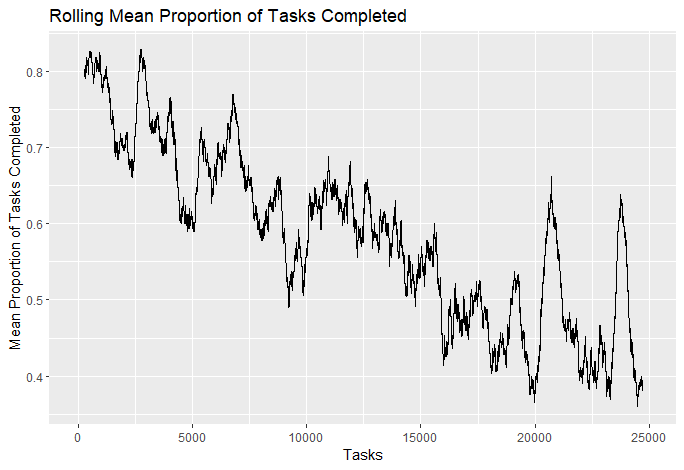 Rolling Mean Proportion of Tasks Completed
Mean Proportion of Tasks Completed
0.8
0.7
0.6
0.5
0.4
0 5000 10000 15000 20000 25000
Tasks